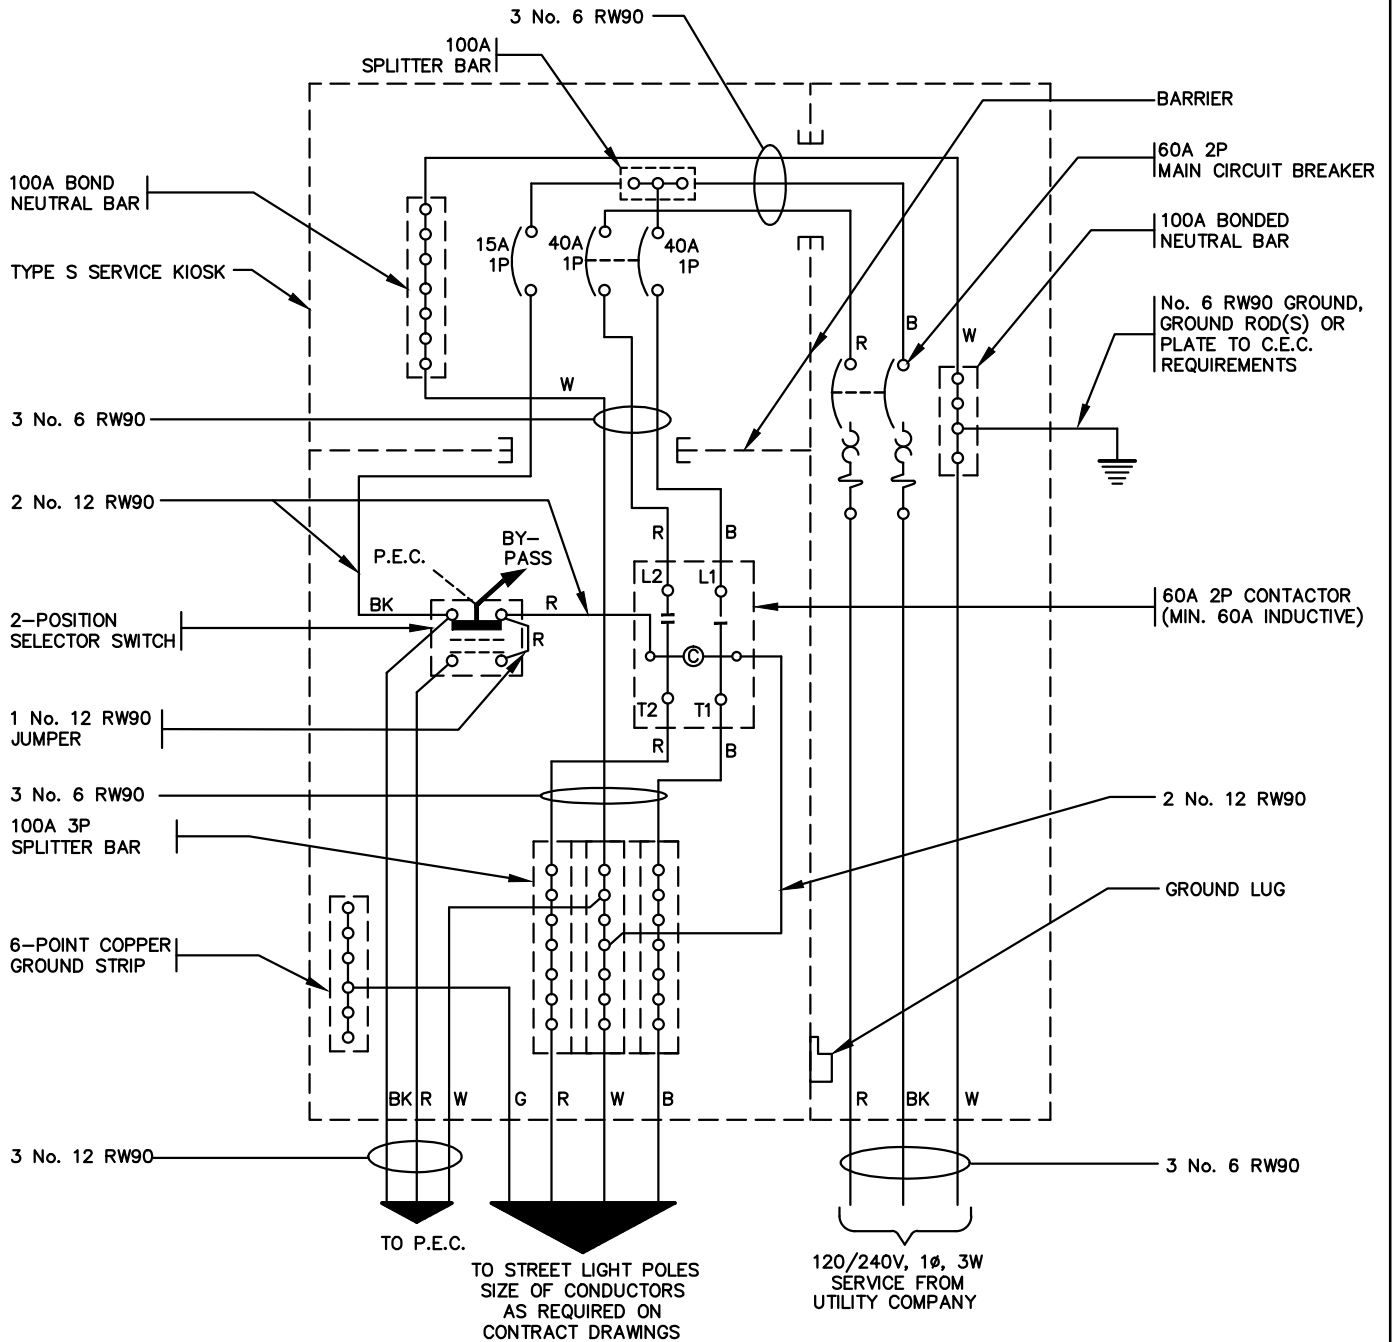 3 No. 6 RW90
100A
SPLITTER BAR
BARRIER
60A 2P
MAIN CIRCUIT BREAKER
100A BOND
NEUTRAL BAR
100A BONDED
NEUTRAL BAR
15A
1P
40A
1P
40A
1P
TYPE S SERVICE KIOSK
No. 6 RW90 GROUND,
GROUND ROD(S) OR
PLATE TO C.E.C.
REQUIREMENTS
R
B
W
W
3 No. 6 RW90
2 No. 12 RW90
P.E.C.
BY-
PASS
R
B
L2
L1
BK
R
60A 2P CONTACTOR
(MIN. 60A INDUCTIVE)
2-POSITION
SELECTOR SWITCH
R
C
1 No. 12 RW90
JUMPER
T2
T1
R
B
3 No. 6 RW90
2 No. 12 RW90
100A 3P
SPLITTER BAR
GROUND LUG
6-POINT COPPER
GROUND STRIP
BK
R
W
G
R
W
B
R
BK
W
3 No. 12 RW90
3 No. 6 RW90
TO P.E.C.
TO STREET LIGHT POLES
SIZE OF CONDUCTORS
AS REQUIRED ON
CONTRACT DRAWINGS
120/240V, 1ø, 3W
SERVICE FROM
UTILITY COMPANY